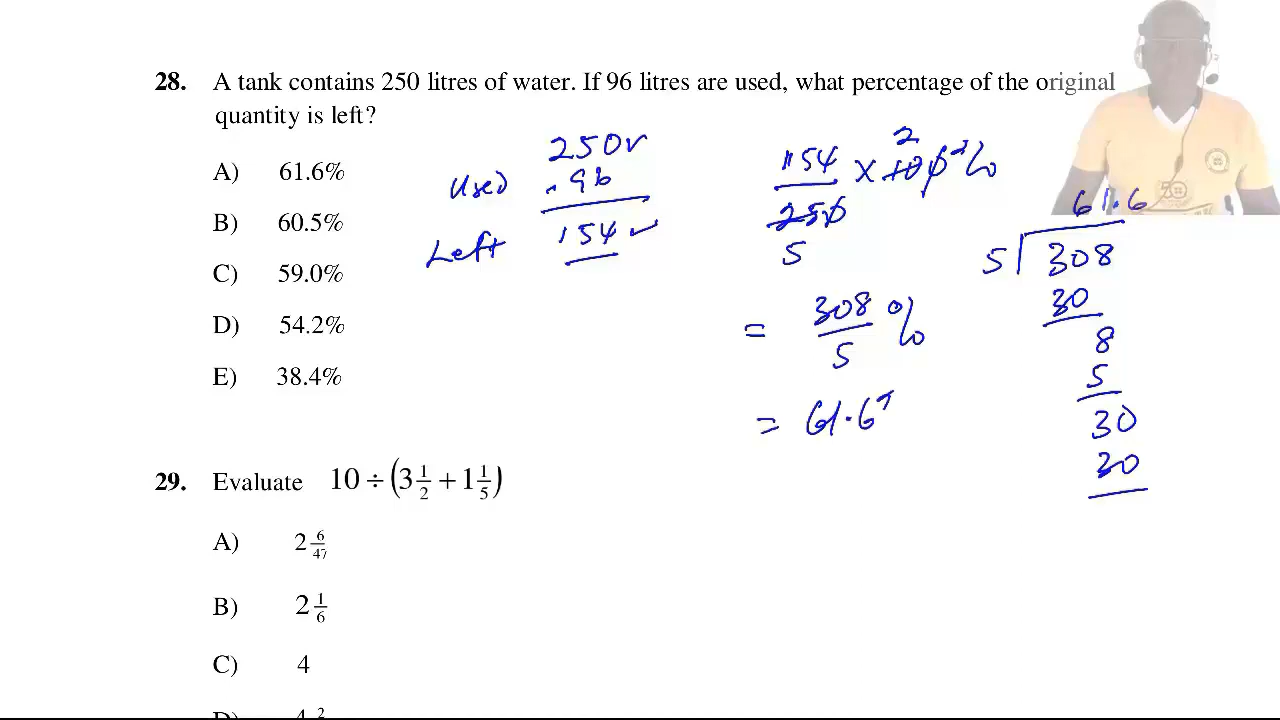 28. A tank contains 250 litres of water. If 96 litres are used, what percentage of the original
quantity is left?
A) 61.6%
B) 60.5%
C) 59.0%
D) 54.2%
E) 38.4%
250
Used - 96
Left 154
154/250 × 100%
2
5
= 308/5 %
= 61.6%
61.6
5 308
30
8
5
30
30
29. Evaluate 10 ÷ (3 1/2 + 1 1/5)
A) 2 6/47
B) 2 1/6
C) 4